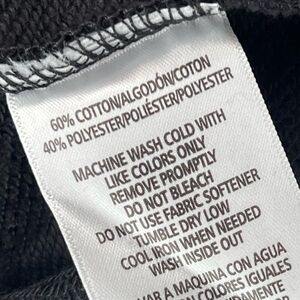 60% COTTON/ALGODÓN/COTON
40% POLYESTER/POLIÉSTER/POLYESTER
MACHINE WASH COLD WITH
LIKE COLORS ONLY
REMOVE PROMPTLY
DO NOT BLEACH
DO NOT USE FABRIC SOFTENER
TUMBLE DRY LOW
COOL IRON WHEN NEEDED
WASH INSIDE OUT
A MAQUINA CON AGUA
COLORES IGUALES